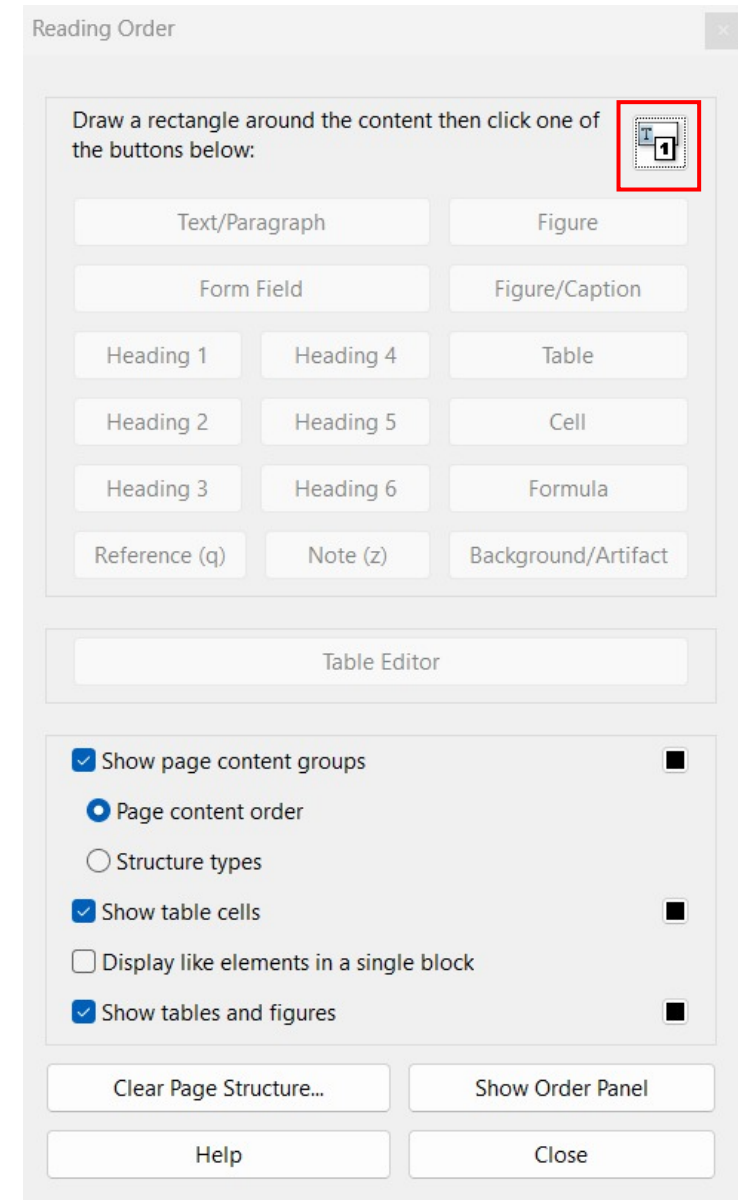 Reading Order
Draw a rectangle around the content then click one of
the buttons below:
T
1
Text/Paragraph
Figure
Form Field
Figure/Caption
Heading 1
Heading 4
Table
Heading 2
Heading 5
Cell
Heading 3
Heading 6
Formula
Reference (q)
Note (z)
Background/Artifact
Table Editor
Show page content groups
Page content order
Structure types
Show table cells
Display like elements in a single block
Show tables and figures
Clear Page Structure...
Show Order Panel
Help
Close